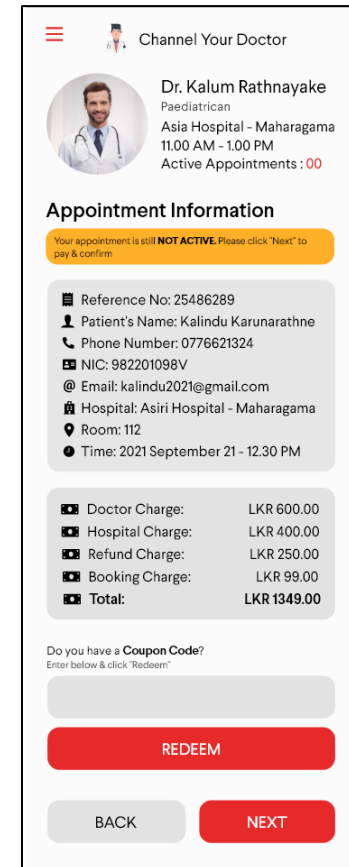 Channel Your Doctor
Dr. Kalum Rathnayake
Paediatrican
Asia Hospital - Maharagama
11.00 AM - 1.00 PM
Active Appointments : 00
Appointment Information
Your appointment is still NOT ACTIVE. Please click "Next" to
pay & confirm
Reference No: 25486289
Patient's Name: Kalindu Karunarathne
Phone Number: 0776621324
NIC: 982201098V
@ Email: kalindu2021@gmail.com
Hospital: Asiri Hospital - Maharagama
Room: 112
Time: 2021 September 21 - 12.30 PM
Doctor Charge: LKR 600.00
Hospital Charge: LKR 400.00
Refund Charge: LKR 250.00
Booking Charge: LKR 99.00
Total: LKR 1349.00
Do you have a Coupon Code?
Enter below & click "Redeem"
REDEEM
BACK NEXT